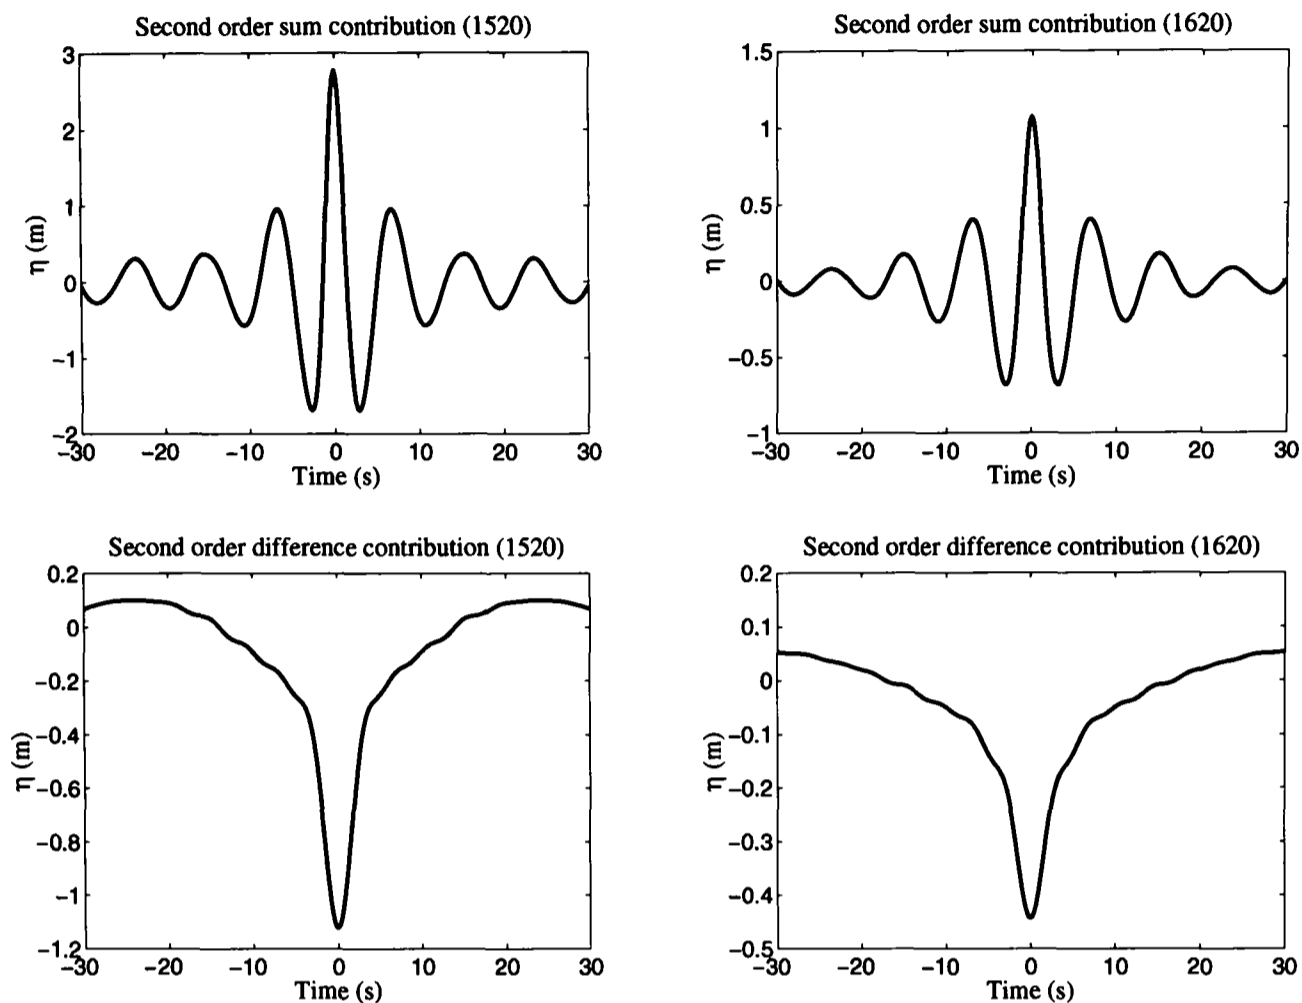 Second order sum contribution (1520)
3
2
1
0
−1
−2
η (m)
−30 −20 −10 0 10 20 30
Time (s)
Second order sum contribution (1620)
1.5
1
0.5
0
−0.5
−1
η (m)
−30 −20 −10 0 10 20 30
Time (s)
Second order difference contribution (1520)
0.2
0
−0.2
−0.4
−0.6
−0.8
−1
−1.2
η (m)
−30 −20 −10 0 10 20 30
Time (s)
Second order difference contribution (1620)
0.2
0.1
0
−0.1
−0.2
−0.3
−0.4
−0.5
η (m)
−30 −20 −10 0 10 20 30
Time (s)